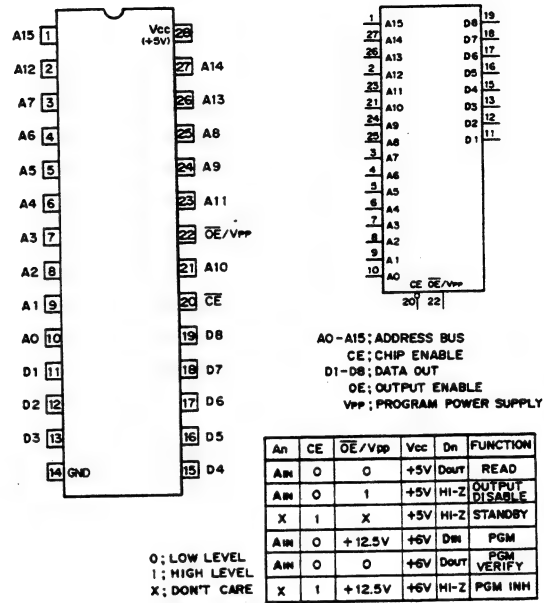 A15 1 Vcc (+5V) 28
A12 2 27 A14
A7 3 26 A13
A6 4 25 A8
A5 5 24 A9
A4 6 23 A11
A3 7 22 OE/VPP
A2 8 21 A10
A1 9 20 CE
A0 10 19 D8
D1 11 18 D7
D2 12 17 D6
D3 13 16 D5
14 GND 15 D4
1 A15 D8 19
27 A14 D7 18
26 A13 D6 17
2 A12 D5 16
23 A11 D4 15
21 A10 D3 13
24 A9 D2 12
25 A8 D1 11
3 A7
4 A6
5 A5
6 A4
7 A3
8 A2
9 A1
10 A0
CE OE/VPP
20 22
A0-A15; ADDRESS BUS
CE; CHIP ENABLE
D1-D8; DATA OUT
OE; OUTPUT ENABLE
VPP; PROGRAM POWER SUPPLY
An CE OE/Vpp Vcc Dn FUNCTION
AIN 0 0 +5V DOUT READ
AIN 0 1 +5V HI-Z OUTPUT DISABLE
X 1 X +5V HI-Z STANDBY
AIN 0 +12.5V +6V DIN PGM
AIN 0 0 +6V DOUT PGM VERIFY
X 1 +12.5V +6V HI-Z PGM INH
0; LOW LEVEL
1; HIGH LEVEL
X; DON'T CARE